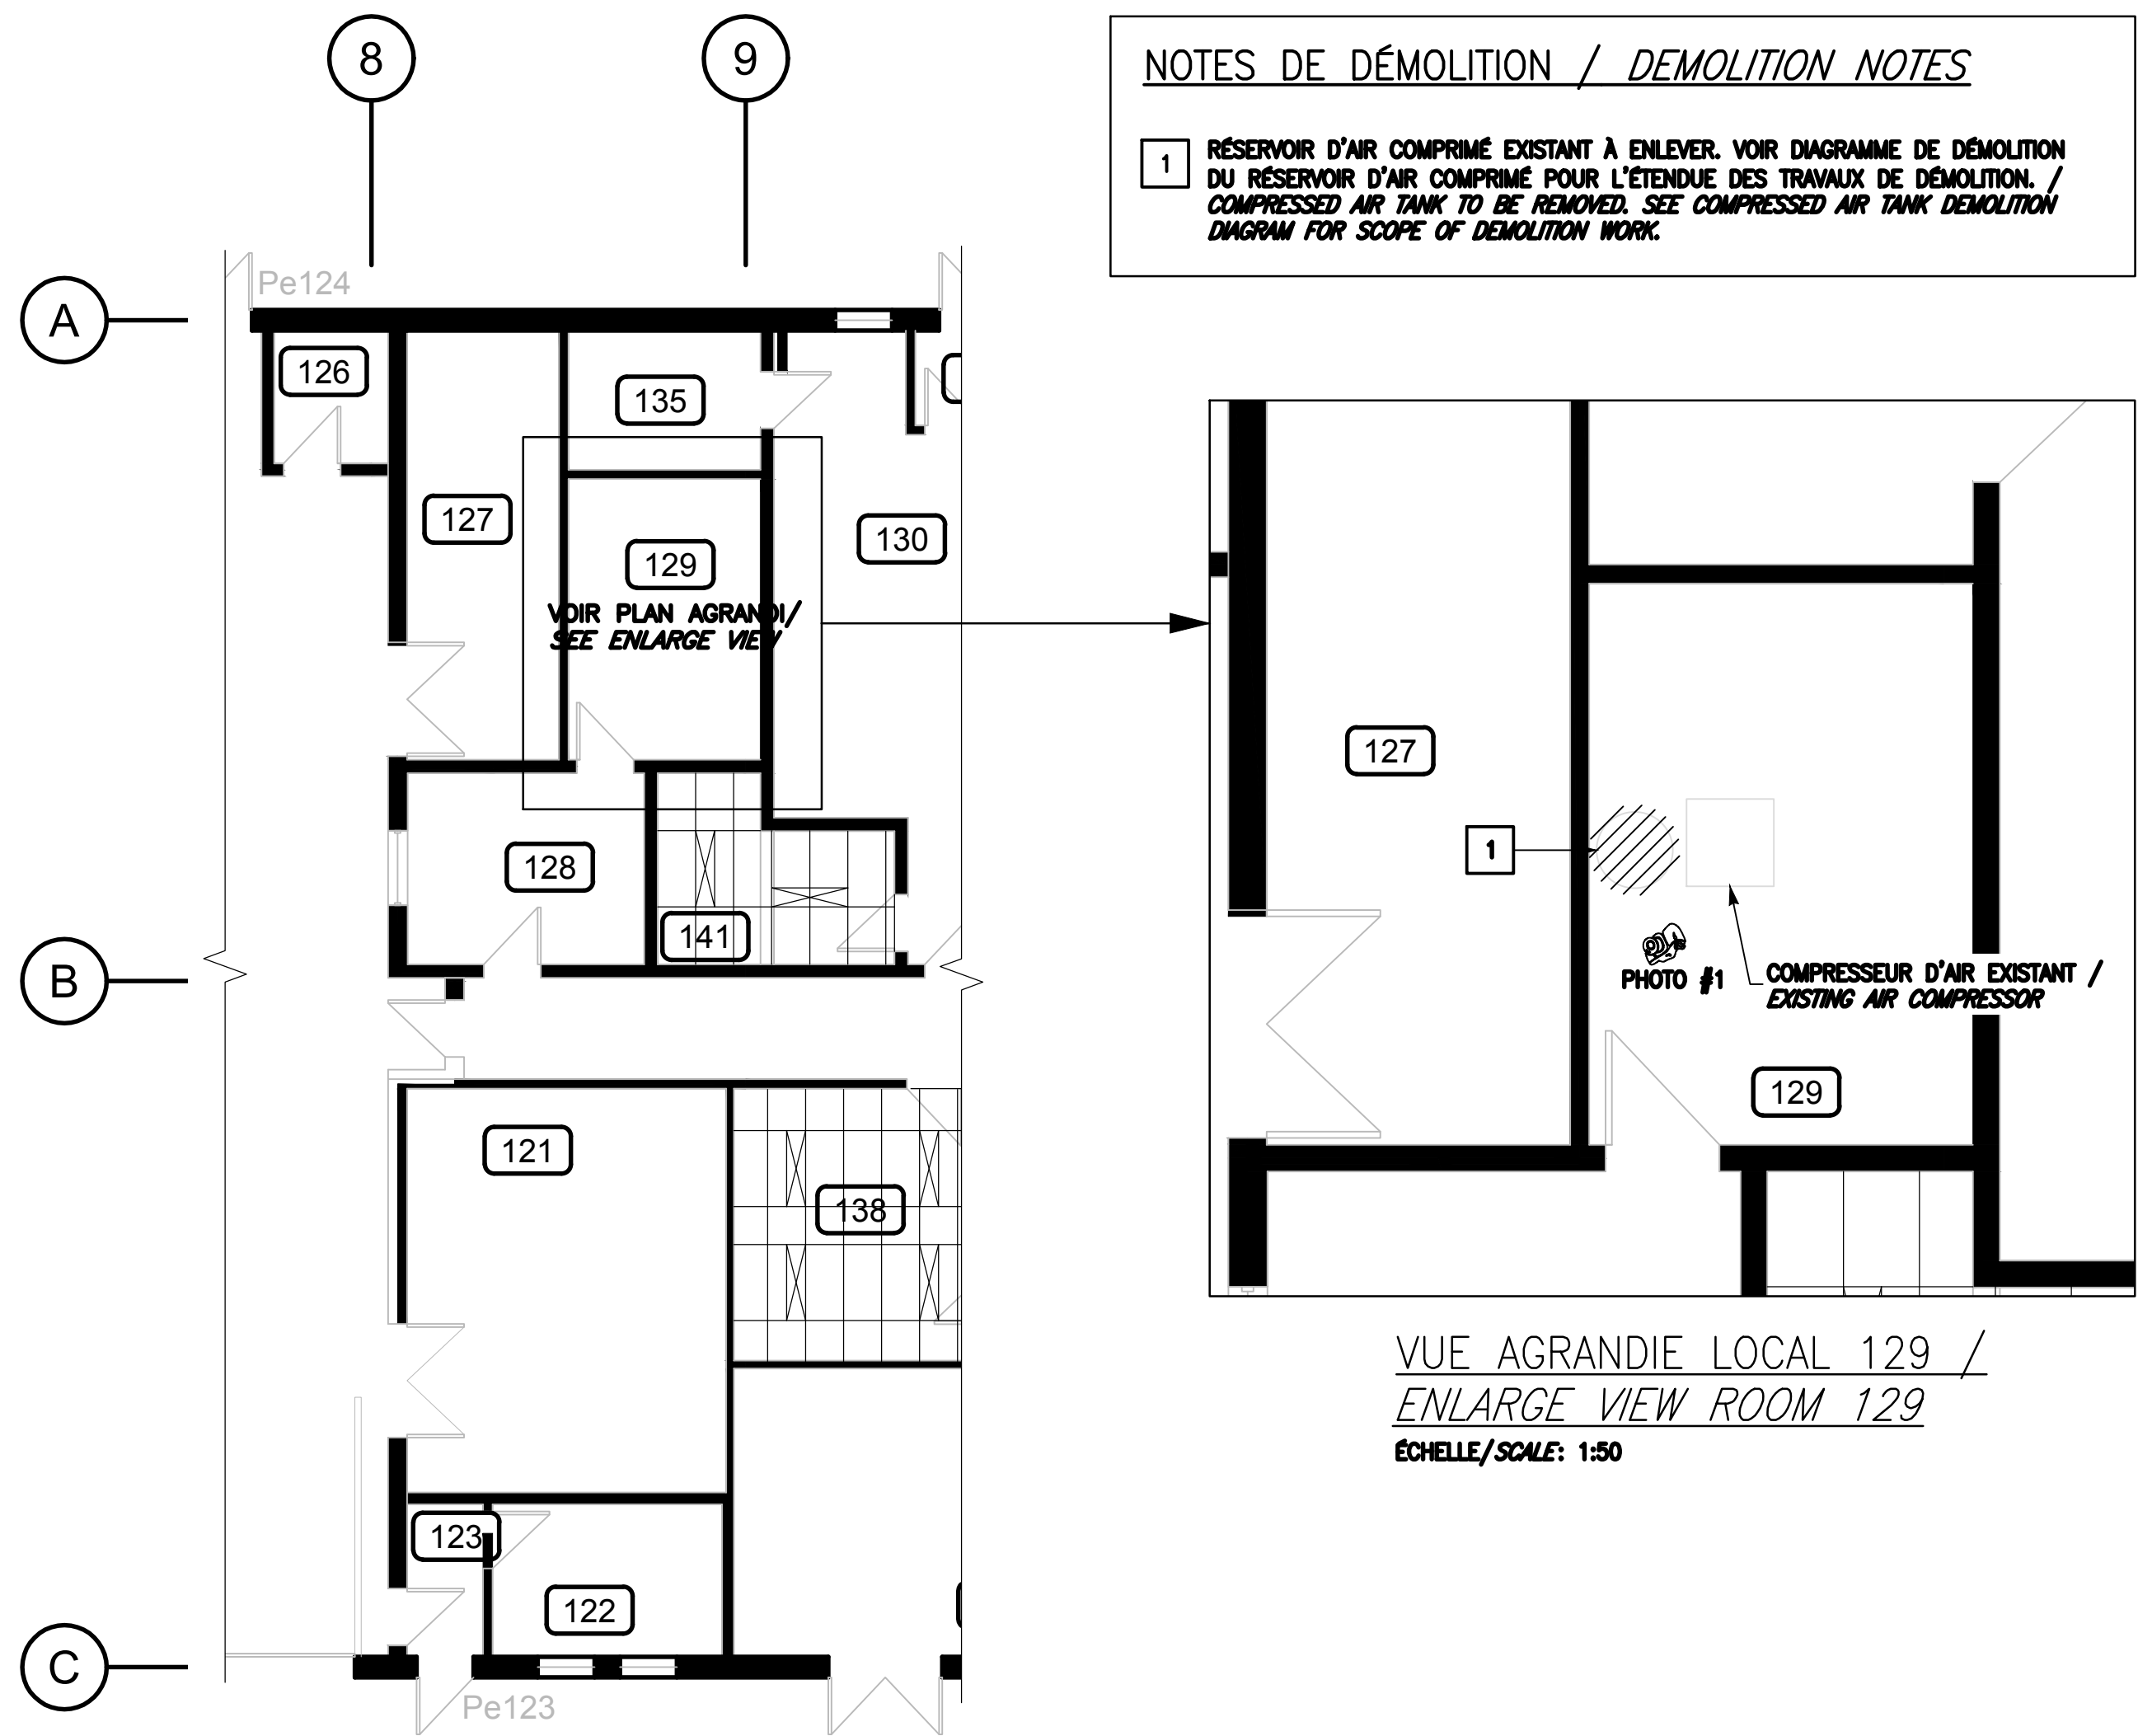 8
9
NOTES DE DÉMOLITION / DEMOLITION NOTES
1
RÉSERVOIR D'AIR COMPRIMÉ EXISTANT À ENLEVER. VOIR DIAGRAMME DE DÉMOLITION
DU RÉSERVOIR D'AIR COMPRIMÉ POUR L'ÉTENDUE DES TRAVAUX DE DÉMOLITION. /
COMPRESSED AIR TANK TO BE REMOVED. SEE COMPRESSED AIR TANK DEMOLITION
DIAGRAM FOR SCOPE OF DEMOLITION WORK.
Pe124
A
126
135
127
130
129
VOIR PLAN AGRANDI/
SEE ENLARGE VIEW
128
141
B
121
138
123
122
C
Pe123
127
1
PHOTO #1
COMPRESSEUR D'AIR EXISTANT /
EXISTING AIR COMPRESSOR
129
VUE AGRANDIE LOCAL 129 /
ENLARGE VIEW ROOM 129
ÉCHELLE/SCALE: 1:50